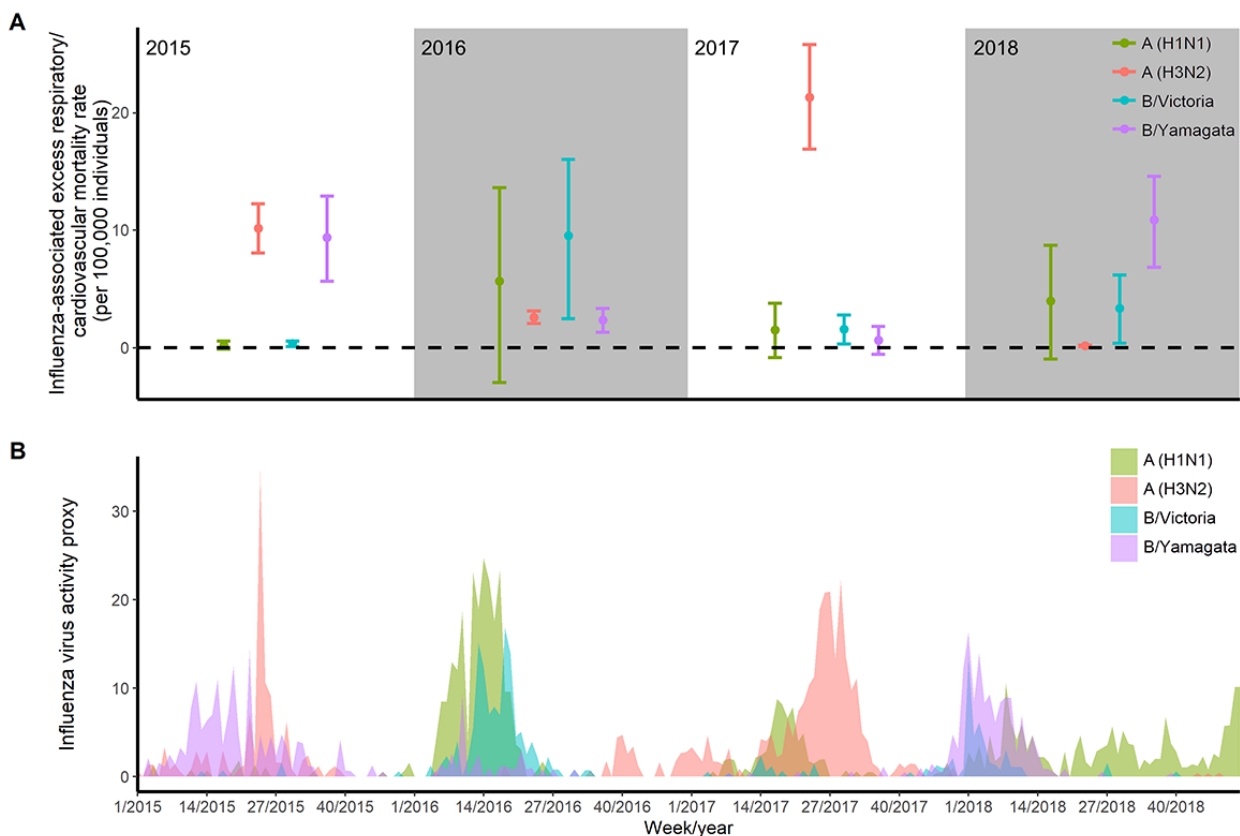 A
2015
2016
2017
2018
A (H1N1)
A (H3N2)
B/Victoria
B/Yamagata
Influenza-associated excess respiratory/
cardiovascular mortality rate
(per 100,000 individuals)
20
10
0
B
A (H1N1)
A (H3N2)
B/Victoria
B/Yamagata
Influenza virus activity proxy
30
20
10
0
1/2015 14/2015 27/2015 40/2015 1/2016 14/2016 27/2016 40/2016 1/2017 14/2017 27/2017 40/2017 1/2018 14/2018 27/2018 40/2018
Week/year